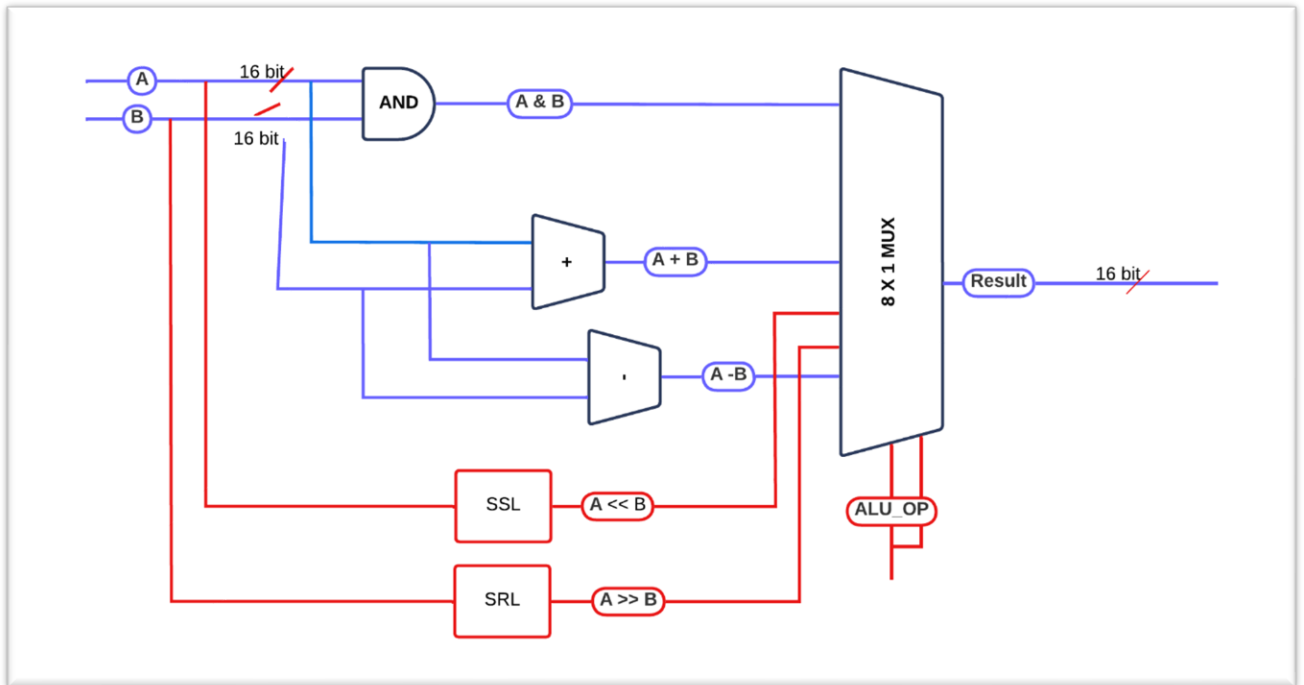 A
16 bit
B
16 bit
AND
A & B
+
A + B
-
A -B
8 X 1 MUX
Result
16 bit
SSL
A << B
ALU_OP
SRL
A >> B